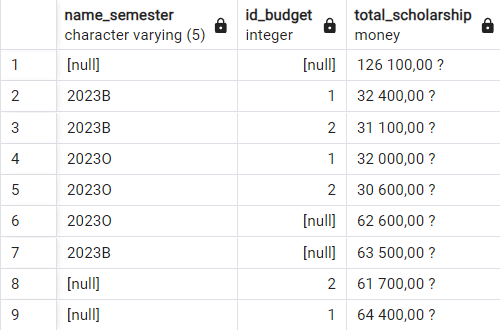 name_semester id_budget total_scholarship
character varying (5) integer money
1 [null] [null] 126 100,00 ?
2 2023B 1 32 400,00 ?
3 2023B 2 31 100,00 ?
4 2023O 1 32 000,00 ?
5 2023O 2 30 600,00 ?
6 2023O [null] 62 600,00 ?
7 2023B [null] 63 500,00 ?
8 [null] 2 61 700,00 ?
9 [null] 1 64 400,00 ?